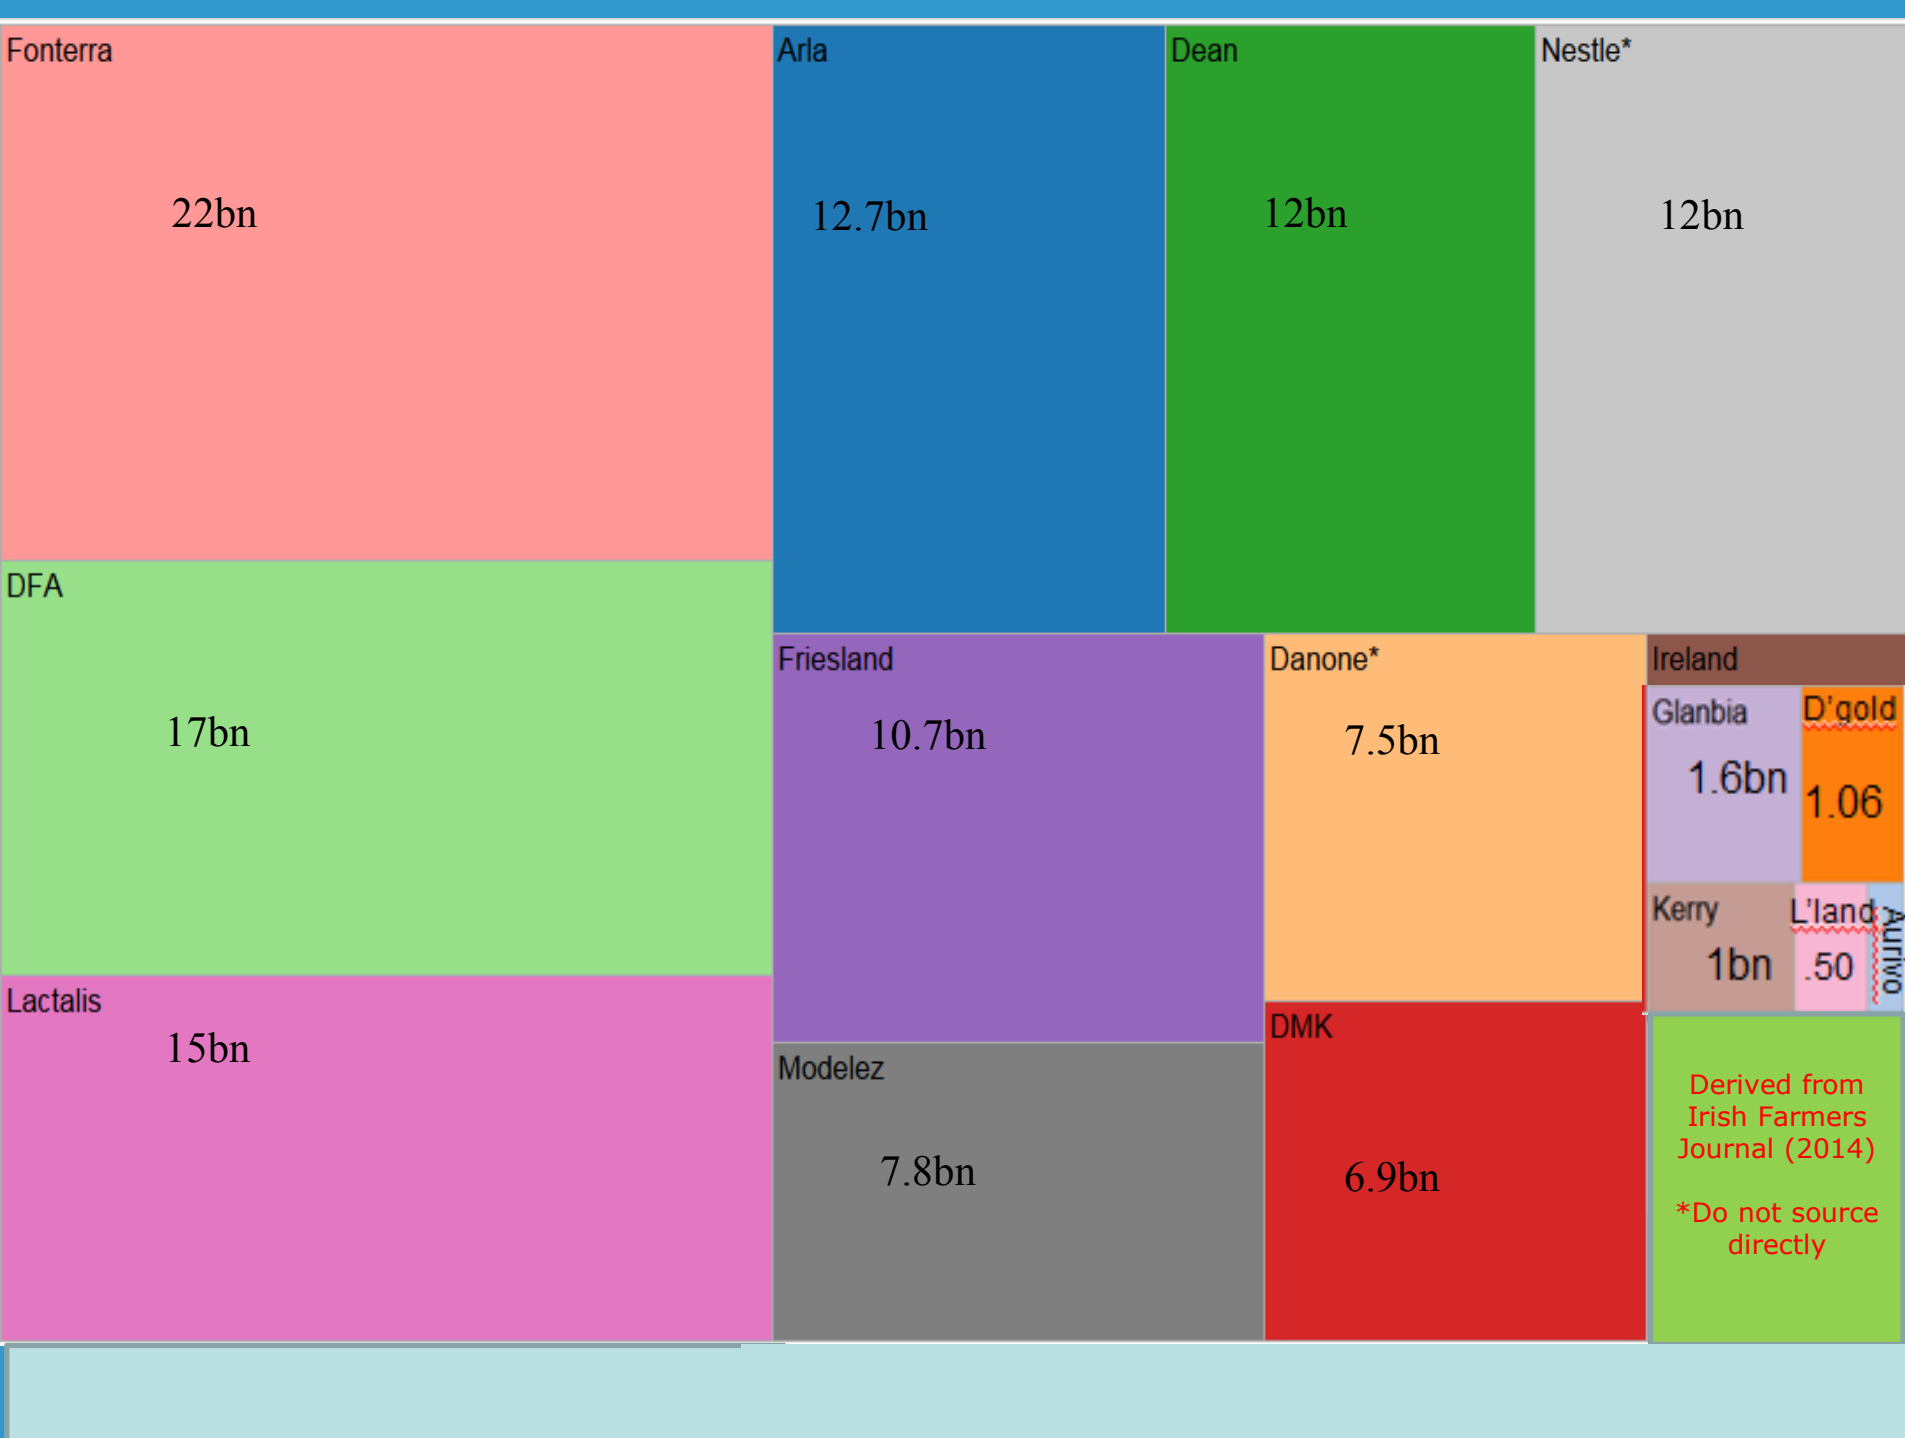 Fonterra
22bn
Arla
12.7bn
Dean
12bn
Nestle*
12bn
DFA
17bn
Friesland
10.7bn
Danone*
7.5bn
Ireland
Glanbia
1.6bn
D'gold
1.06
Kerry
1bn
L'land
.50
Aurivo
Lactalis
15bn
Modelez
7.8bn
DMK
6.9bn
Derived from
Irish Farmers
Journal (2014)
*Do not source
directly